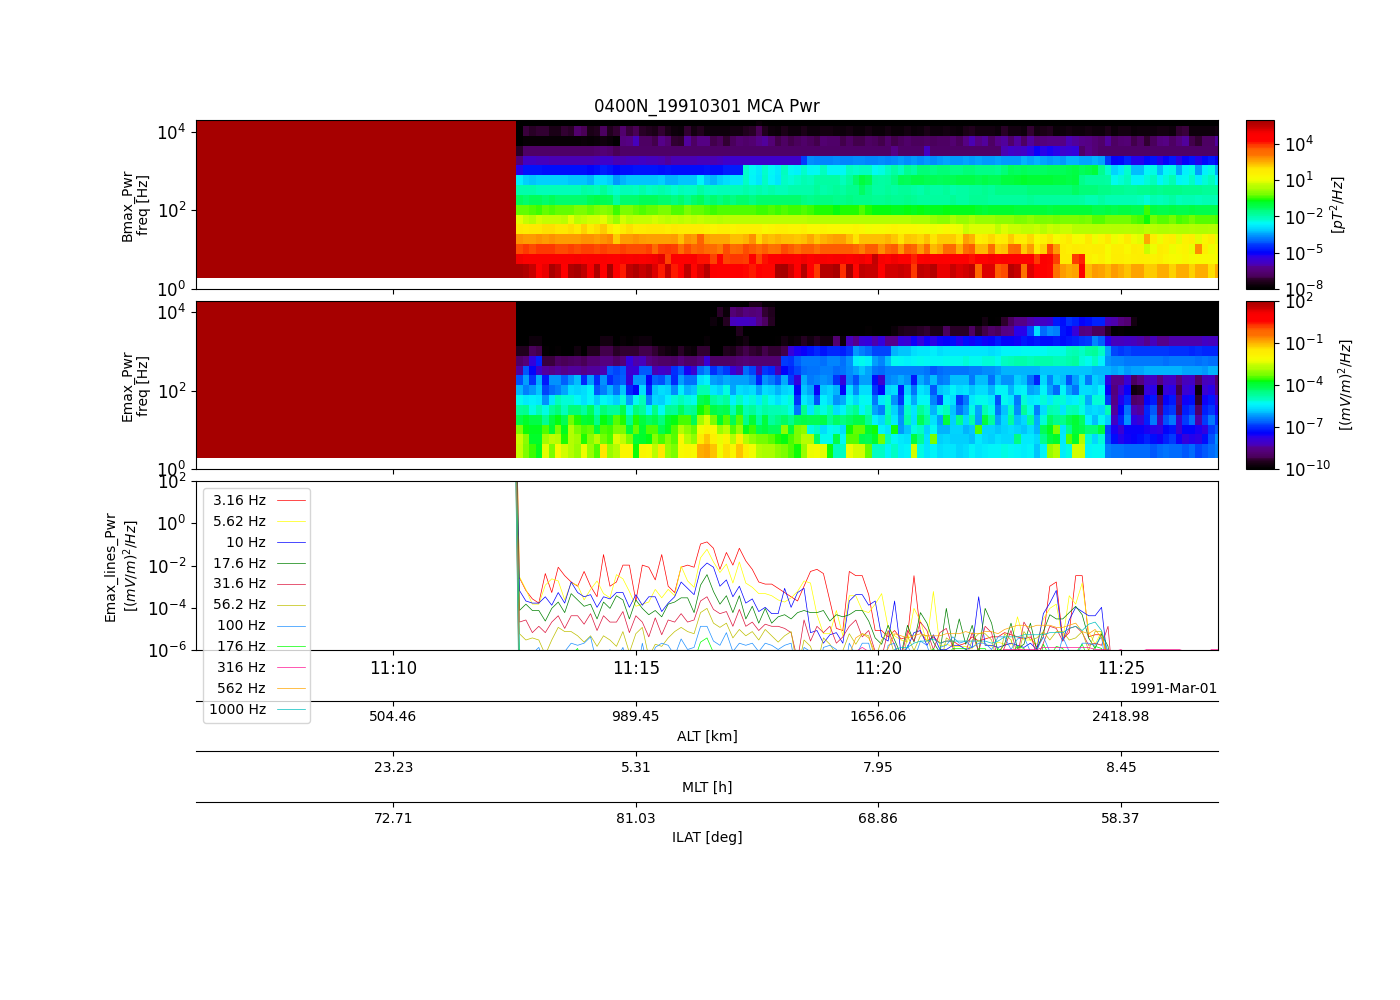 0400N_19910301 MCA Pwr
Bmax_Pwr
freq [Hz]
10^4
10^2
10^0
10^4
10^1
10^-2
10^-5
10^-8
[pT^2/Hz]
Emax_Pwr
freq [Hz]
10^4
10^2
10^0
10^2
10^-1
10^-4
10^-7
10^-10
[(mV/m)^2/Hz]
Emax_lines_Pwr
[(mV/m)^2/Hz]
10^2
10^0
10^-2
10^-4
10^-6
3.16 Hz
5.62 Hz
10 Hz
17.6 Hz
31.6 Hz
56.2 Hz
100 Hz
176 Hz
316 Hz
562 Hz
1000 Hz
11:10 11:15 11:20 11:25
1991-Mar-01
504.46 989.45 1656.06 2418.98
ALT [km]
23.23 5.31 7.95 8.45
MLT [h]
72.71 81.03 68.86 58.37
ILAT [deg]